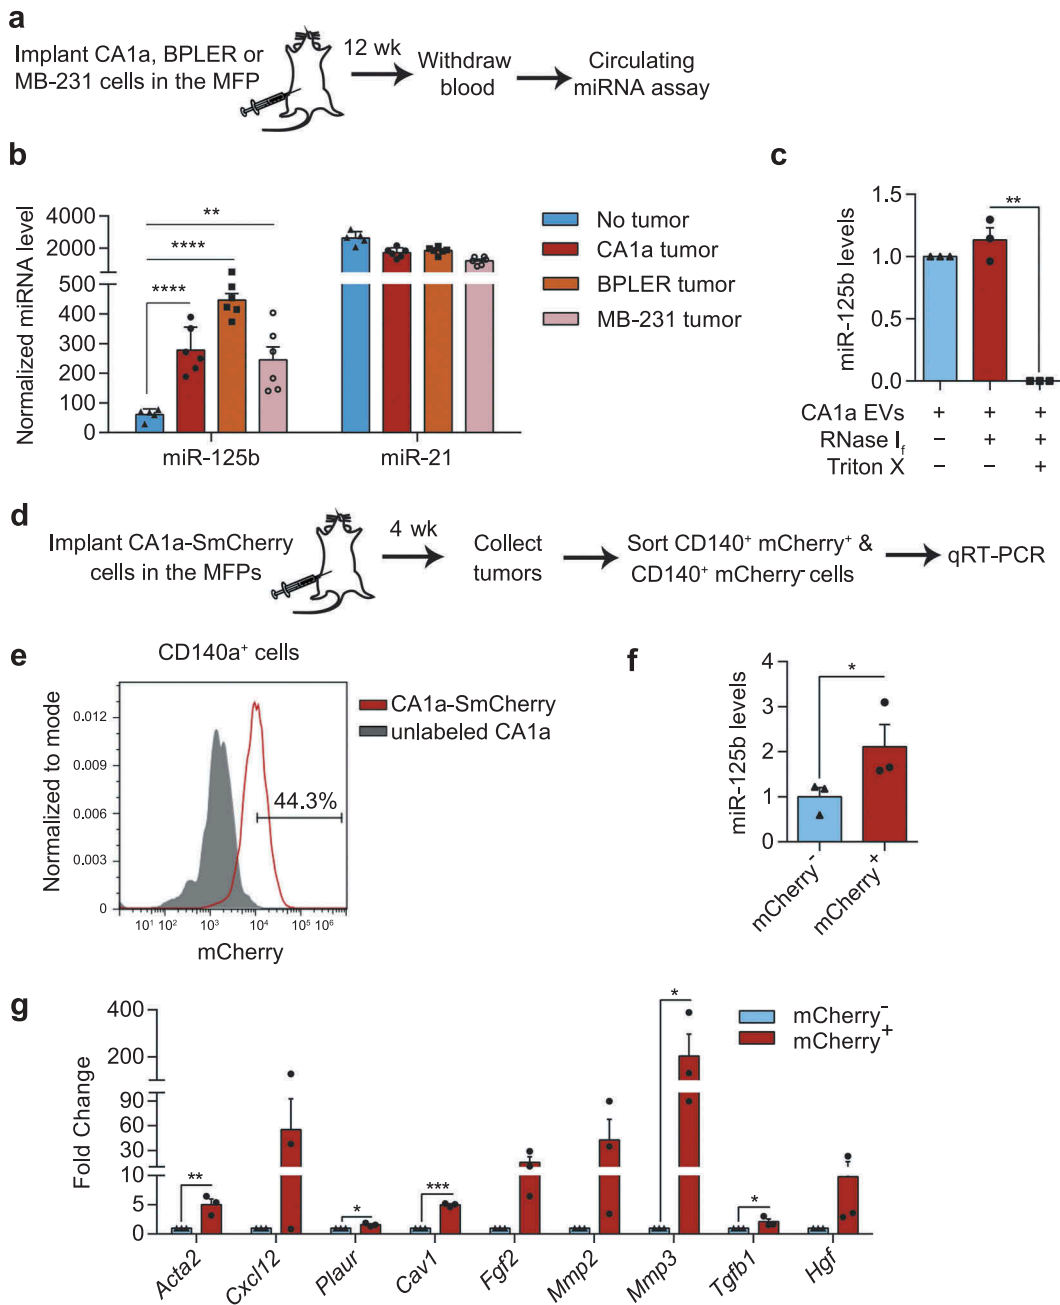 a
Implant CA1a, BPLER or
MB-231 cells in the MFP
12 wk
Withdraw
blood
Circulating
miRNA assay
b
Normalized miRNA level
4000
2000
500
400
300
200
100
0
**
****
****
miR-125b
miR-21
No tumor
CA1a tumor
BPLER tumor
MB-231 tumor
c
miR-125b levels
1.5
1.0
0.5
0.0
**
CA1a EVs + + +
RNase If − + +
Triton X − − +
d
Implant CA1a-SmCherry
cells in the MFPs
4 wk
Collect
tumors
Sort CD140+ mCherry+ &
CD140+ mCherry- cells
qRT-PCR
e
CD140a+ cells
Normalized to mode
0.012
0.009
0.006
0.003
0
44.3%
10¹ 10² 10³ 10⁴ 10⁵ 10⁶
mCherry
CA1a-SmCherry
unlabeled CA1a
f
miR-125b levels
4
3
2
1
0
*
mCherry-
mCherry+
g
Fold Change
400
200
90
60
30
10
5
0
**
*
***
*
*
mCherry-
mCherry+
Acta2
Cxcl12
Plaur
Cav1
Fgf2
Mmp2
Mmp3
Tgfb1
Hgf